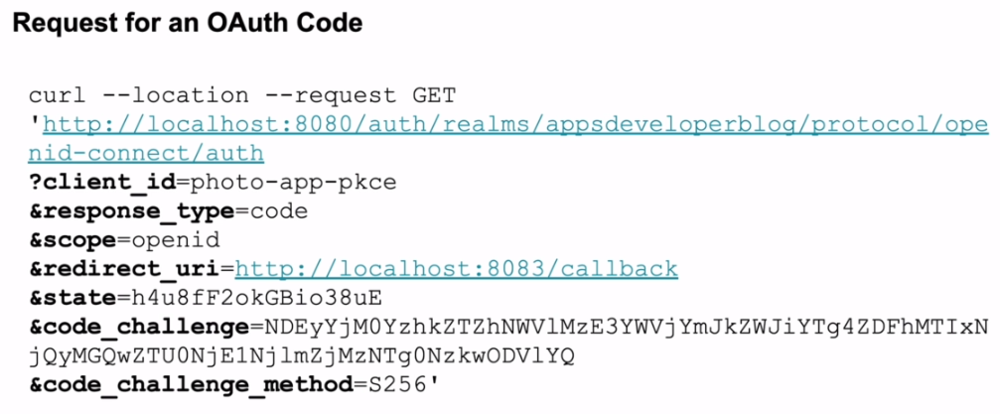 Request for an OAuth Code
curl --location --request GET
'http://localhost:8080/auth/realms/appsdeveloperblog/protocol/ope
nid-connect/auth
?client_id=photo-app-pkce
&response_type=code
&scope=openid
&redirect_uri=http://localhost:8083/callback
&state=h4u8fF2okGBio38uE
&code_challenge=NDEyYjM0YzhkZTZhNWVlMzE3YWVjYmJkZWJiYTg4ZDFhMTIxN
jQyMGQwZTU0NjE1NjlmZjMzNTg0NzkwODVlYQ
&code_challenge_method=S256'